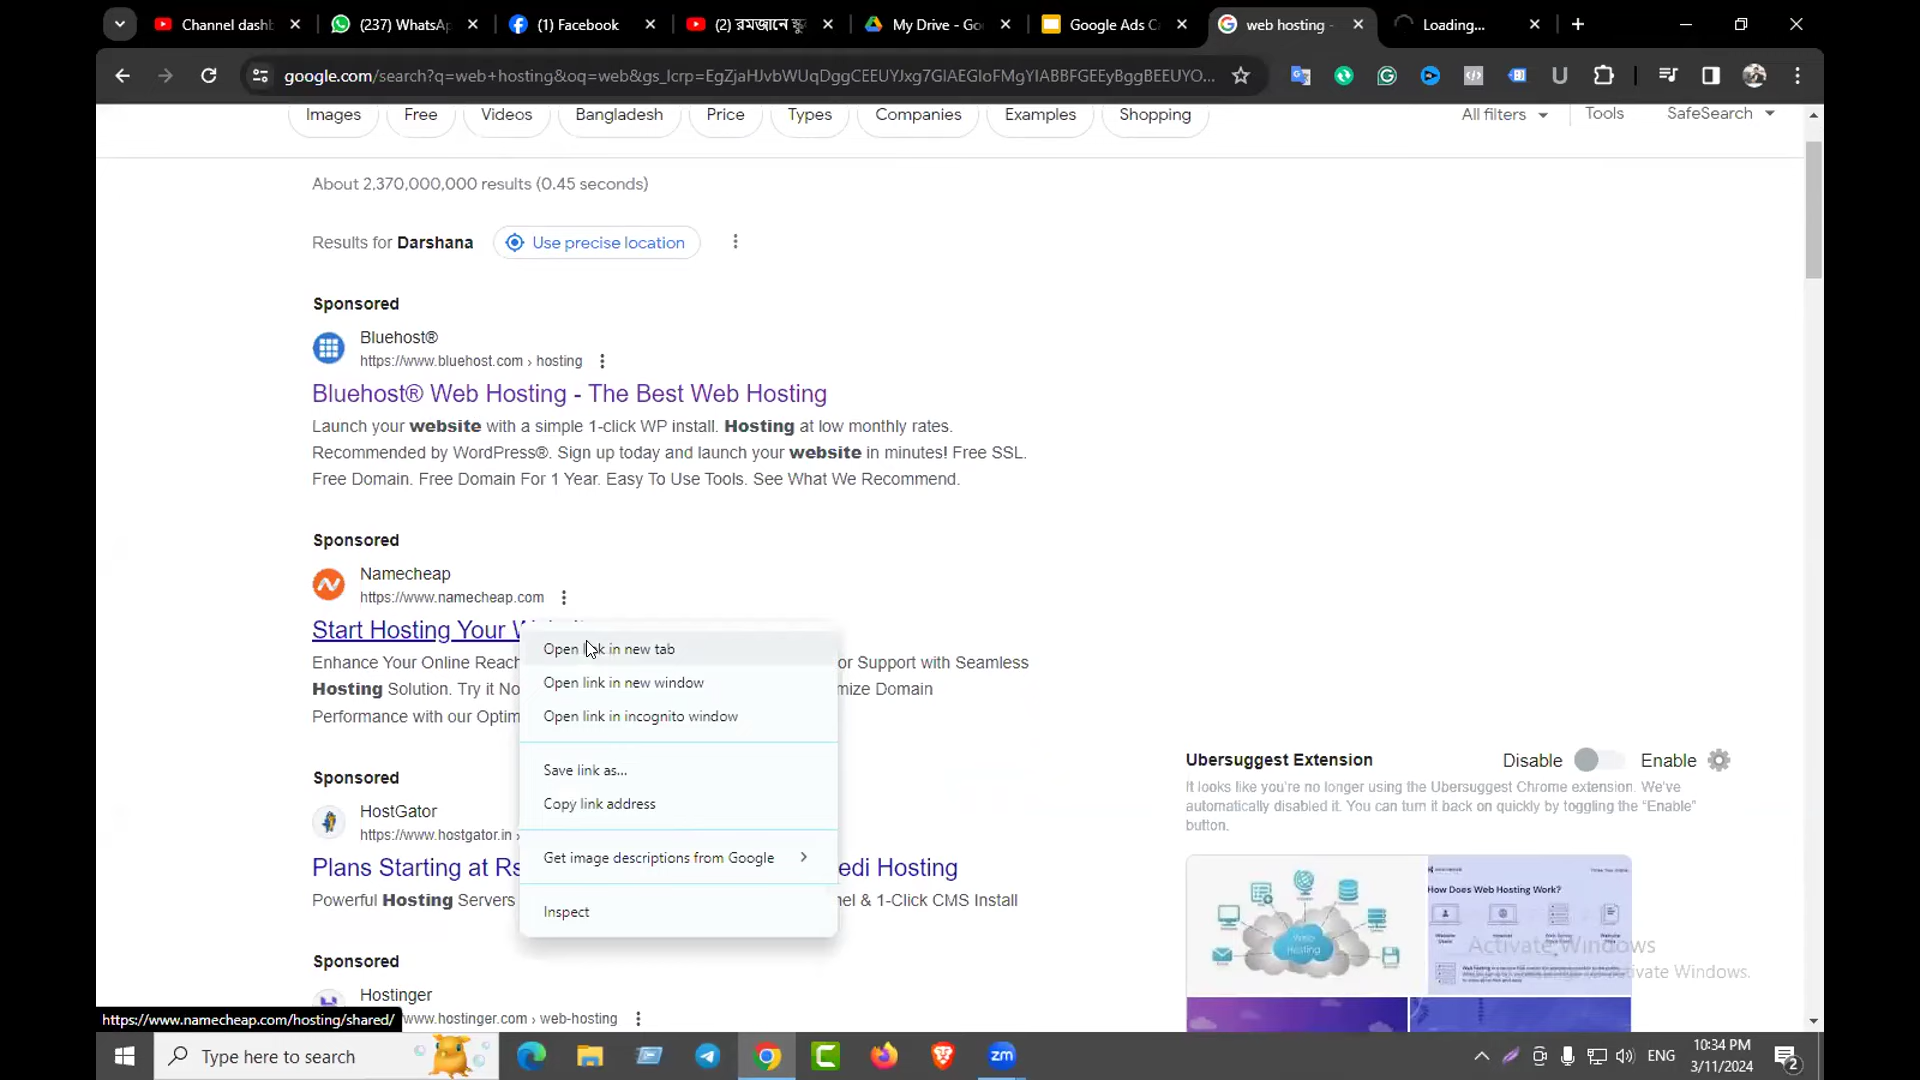 Channel dash
(237) WhatsAp
(1) Facebook
(2) রমজানে স্কু
My Drive - Go
Google Ads C
web hosting -
Loading...
google.com/search?q=web+hosting&oq=web&gs_lcrp=EgZjaHJvbWUqDggCEEUYJxg7GIAEGIoFMgYIABBFGEEyBggBEEUYO...
Images
Free
Videos
Bangladesh
Price
Types
Companies
Examples
Shopping
All filters
Tools
SafeSearch
About 2,370,000,000 results (0.45 seconds)
Results for Darshana
Use precise location
Sponsored
Bluehost®
https://www.bluehost.com › hosting
Bluehost® Web Hosting - The Best Web Hosting
Launch your website with a simple 1-click WP install. Hosting at low monthly rates.
Recommended by WordPress®. Sign up today and launch your website in minutes! Free SSL.
Free Domain. Free Domain For 1 Year. Easy To Use Tools. See What We Recommend.
Sponsored
Namecheap
https://www.namecheap.com
Start Hosting Your
Enhance Your Online Reach
or Support with Seamless
Hosting Solution. Try it No
mize Domain
Performance with our Optim
Open link in new tab
Open link in new window
Open link in incognito window
Save link as...
Copy link address
Get image descriptions from Google
Inspect
Sponsored
HostGator
https://www.hostgator.in ›
Plans Starting at Rs
edi Hosting
Powerful Hosting Servers
nel & 1-Click CMS Install
Sponsored
Hostinger
www.hostinger.com › web-hosting
https://www.namecheap.com/hosting/shared/
Ubersuggest Extension
Disable
Enable
It looks like you're no longer using the Ubersuggest Chrome extension. We've
automatically disabled it. You can turn it back on quickly by toggling the "Enable"
button.
Web
Hosting
How Does Web Hosting Work?
Activate Windows
ctivate Windows.
Type here to search
zm
ENG
10:34 PM
3/11/2024
2